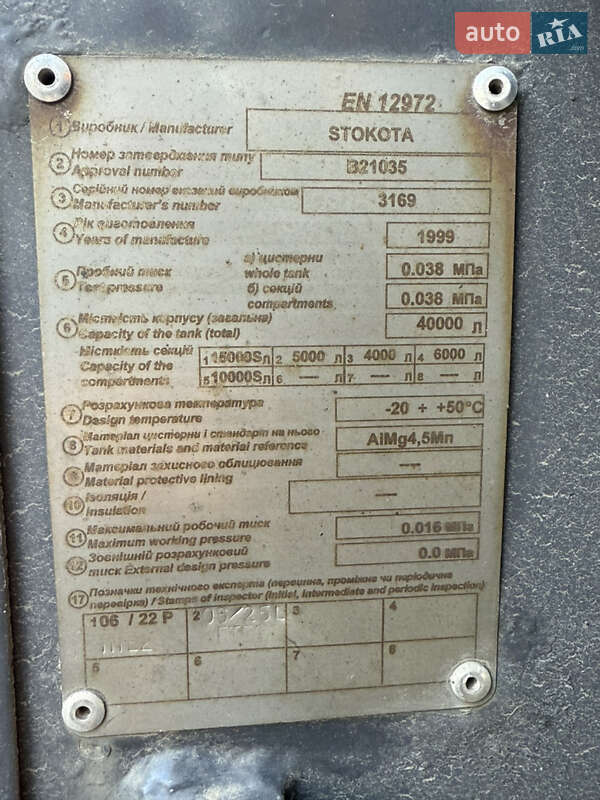 auto RIA.com
EN 12972
1 Виробник / Manufacturer STOKOTA
2 Номер затвердження типу
Approval number B21035
3 Серійний номер вказаний виробником
Manufacturer's number 3169
4 Рік виготовлення
Years of manufacture 1999
5 Пробний тиск
Test pressure
а) цистерни
whole tank 0.038 МПа
б) секцій
compartments 0.038 МПа
6 Місткість корпусу (загальна)
Capacity of the tank (total) 40000 Л
Місткість секцій
Capacity of the
compartments
1 15000S Л 2 5000 Л 3 4000 Л 4 6000 Л
5 10000S Л 6 — Л 7 — Л 8 — Л
7 Розрахункова температура
Design temperature -20 ÷ +50°C
8 Матеріал цистерни і стандарт на нього
Tank materials and material reference AlMg4,5Mn
9 Матеріал захисного облицювання
Material protective lining —
10 Ізоляція /
Insulation —
11 Максимальний робочий тиск
Maximum working pressure 0.016 МПа
12 Зовнішній розрахунковий
тиск External design pressure 0.0 МПа
17 Позначки технічного експерта (первинна, проміжна чи періодична
перевірка) / Stamps of inspector (Initial, intermediate and periodic inspection)
1 06 / 22 P 2 3 4
5 6 7 8